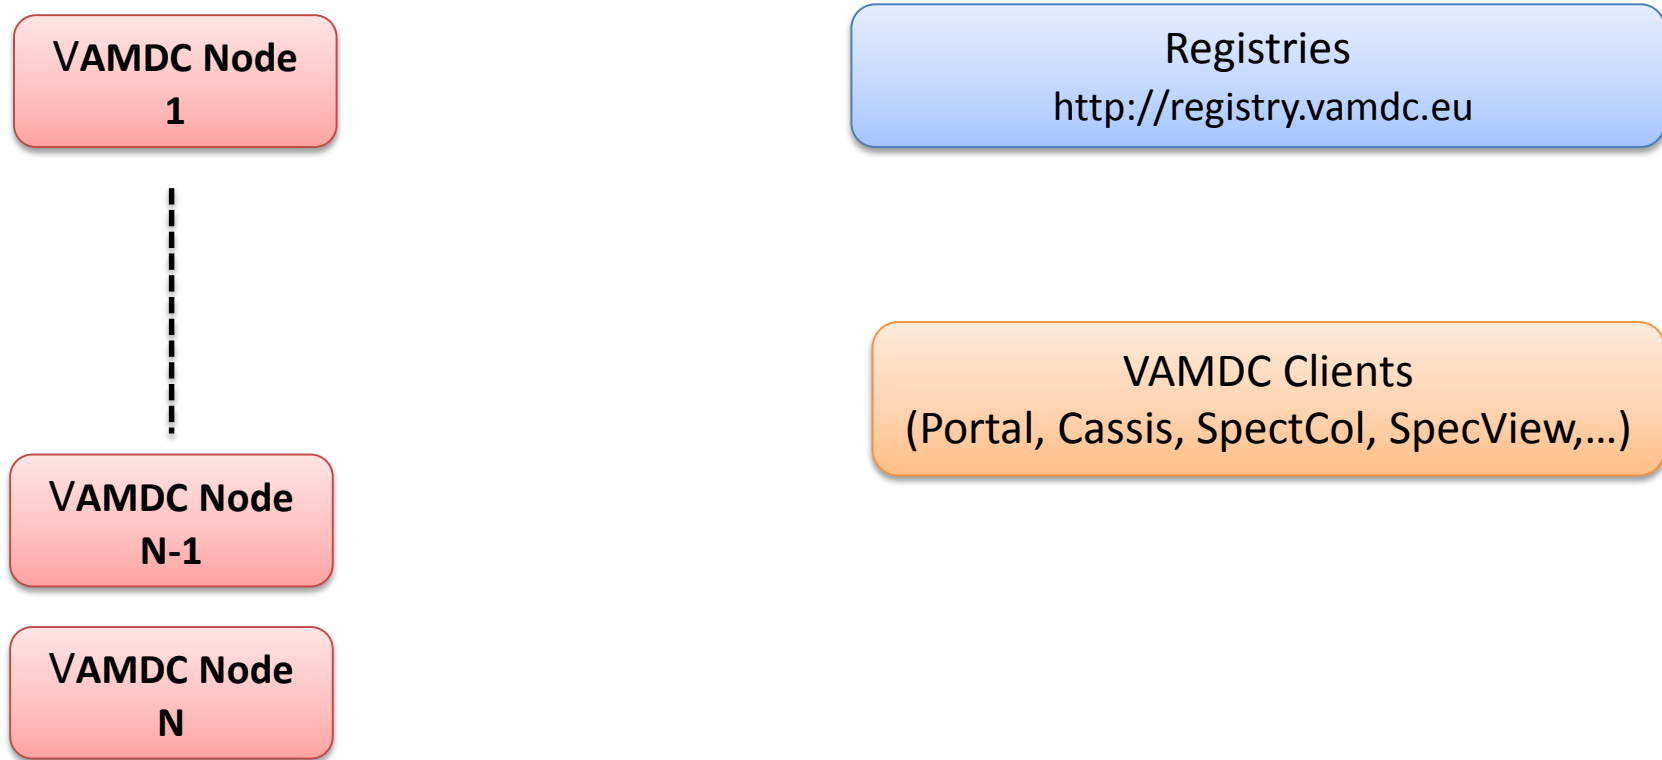 VAMDC Node
1
Registries
http://registry.vamdc.eu
VAMDC Clients
(Portal, Cassis, SpectCol, SpecView,...)
VAMDC Node
N-1
VAMDC Node
N